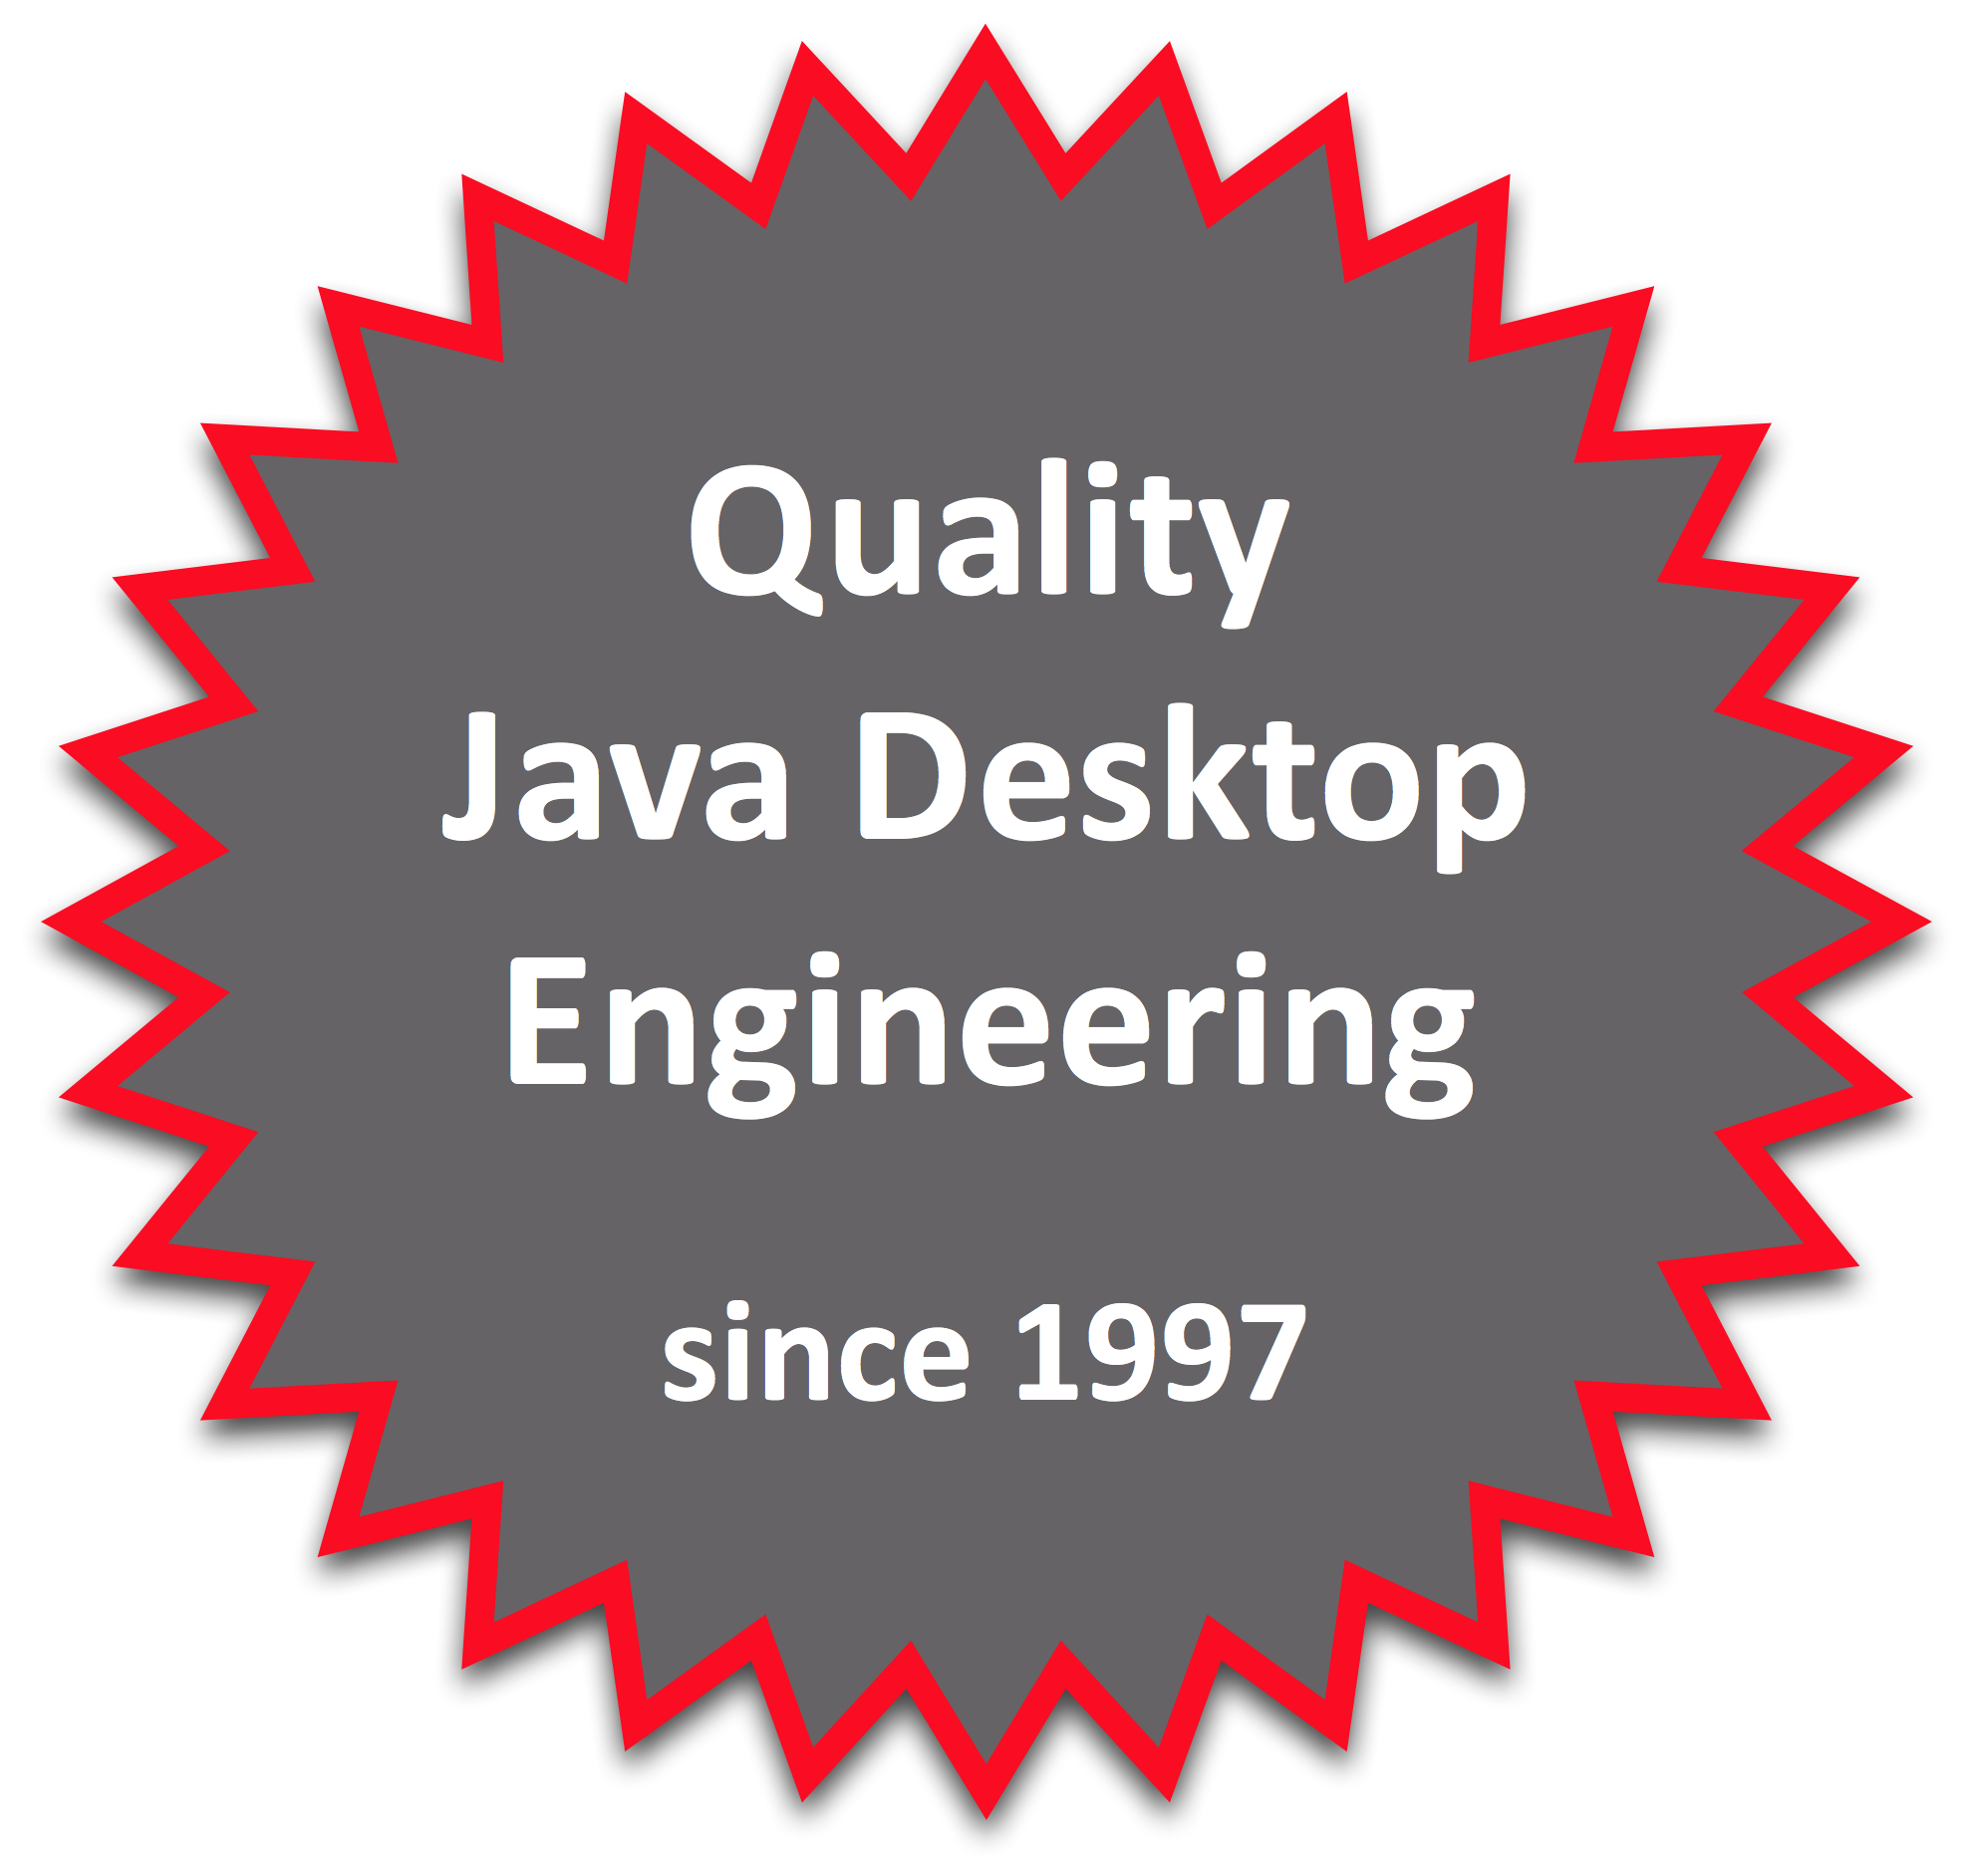 Quality
Java Desktop
Engineering
since 1997